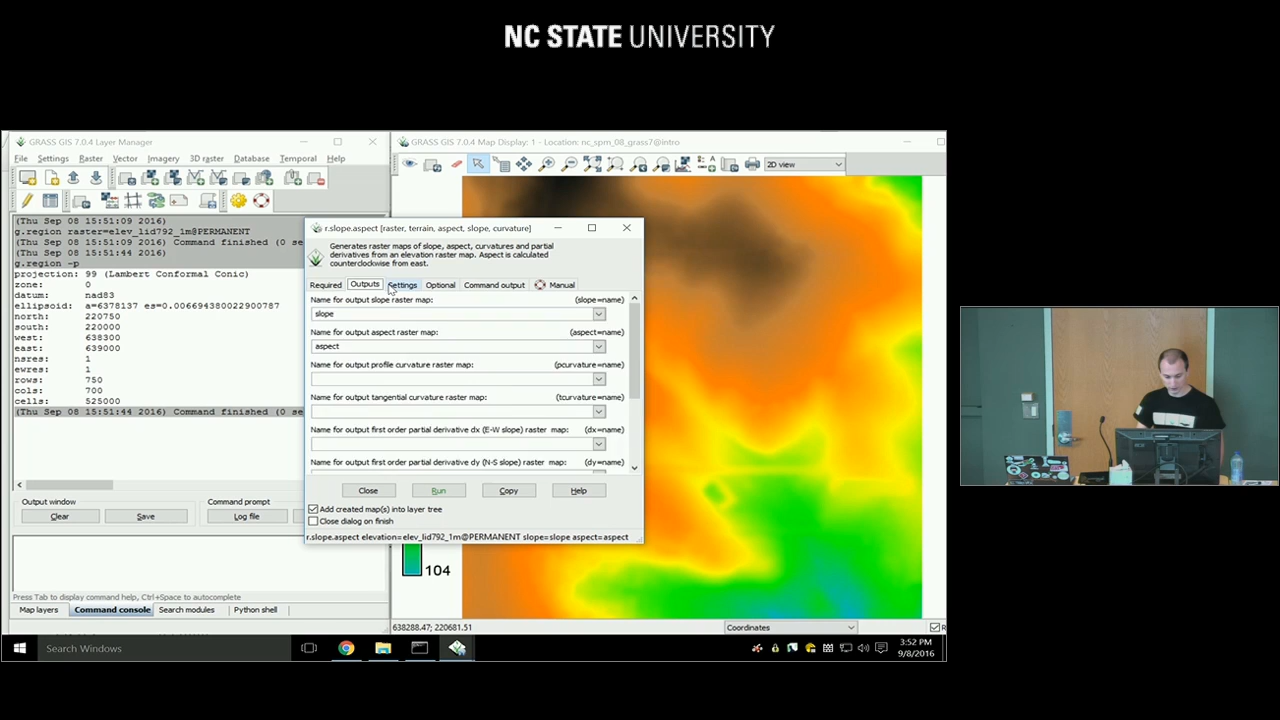 NC STATE UNIVERSITY
GRASS GIS 7.0.4 Layer Manager
File Settings Raster Vector Imagery 3D raster Database Temporal Help
(Thu Sep 08 15:51:09 2016)
g.region raster=elev_lid792_1m@PERMANENT
(Thu Sep 08 15:51:09 2016) Command finished (0 se
(Thu Sep 08 15:51:44 2016)
g.region -p
projection: 99 (Lambert Conformal Conic)
zone: 0
datum: nad83
ellipsoid: a=6378137 es=0.006694380022900787
north: 220750
south: 220000
west: 638300
east: 639000
nsres: 1
ewres: 1
rows: 750
cols: 700
cells: 525000
(Thu Sep 08 15:51:44 2016) Command finished (0 se
Output window
Command prompt
Clear
Save
Log file
Press Tab to display command help, Ctrl+Space to autocomplete
Map layers Command console Search modules Python shell
GRASS GIS 7.0.4 Map Display: 1 - Location: nc_spm_08_grass7@intro
2D view
r.slope.aspect [raster, terrain, aspect, slope, curvature]
Generates raster maps of slope, aspect, curvatures and partial
derivatives from an elevation raster map. Aspect is calculated
counterclockwise from east.
Required Outputs Settings Optional Command output Manual
Name for output slope raster map: (slope=name)
slope
Name for output aspect raster map: (aspect=name)
aspect
Name for output profile curvature raster map: (pcurvature=name)
Name for output tangential curvature raster map: (tcurvature=name)
Name for output first order partial derivative dx (E-W slope) raster map: (dx=name)
Name for output first order partial derivative dy (N-S slope) raster map: (dy=name)
Close Run Copy Help
Add created map(s) into layer tree
Close dialog on finish
r.slope.aspect elevation=elev_lid792_1m@PERMANENT slope=slope aspect=aspect
104
638288.47; 220681.51
Coordinates
R
Search Windows
3:52 PM
9/8/2016